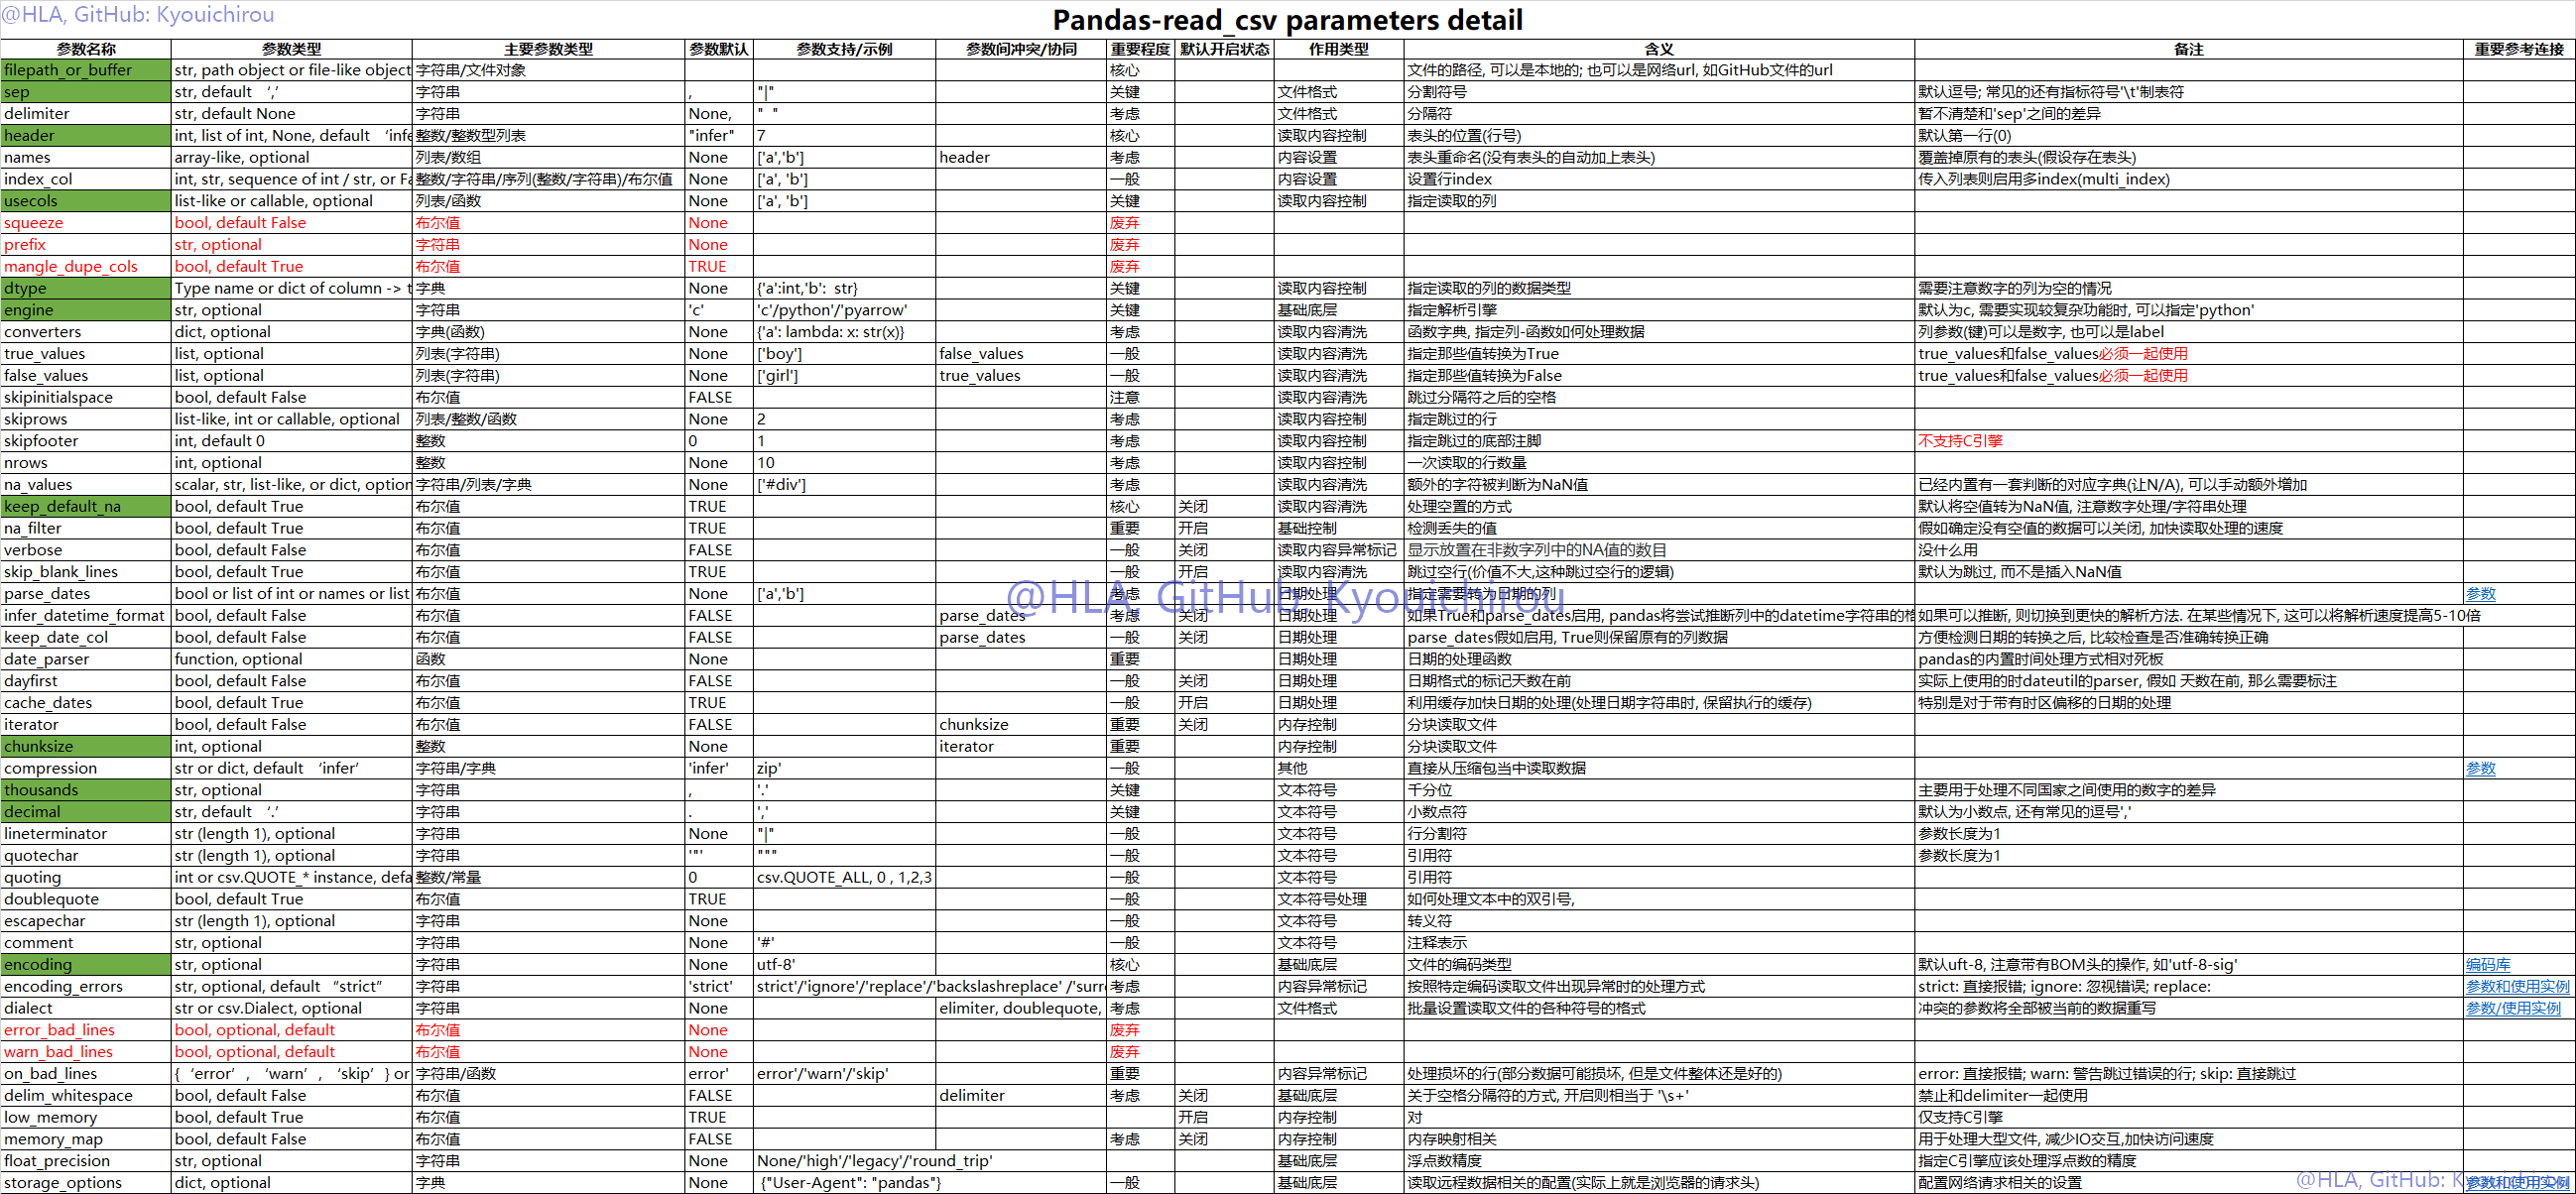 @HLA, GitHub: Kyouichirou
Pandas-read_csv parameters detail
参数名称 参数类型 主要参数类型 参数默认 参数支持/示例 参数间冲突/协同 重要程度 默认开启状态 作用类型 含义 备注 重要参考连接
filepath_or_buffer str, path object or file-like object 字符串/文件对象 核心 文件的路径, 可以是本地的; 也可以是网络url, 如GitHub文件的url
sep str, default ‘,’ 字符串 , "|" 关键 文件格式 分割符号 默认逗号; 常见的还有指标符号'\t'制表符
delimiter str, default None 字符串 None, " " 考虑 文件格式 分隔符 暂不清楚和'sep'之间的差异
header int, list of int, None, default ‘infe 整数/整数型列表 "infer" 7 核心 读取内容控制 表头的位置(行号) 默认第一行(0)
names array-like, optional 列表/数组 None ['a','b'] header 考虑 内容设置 表头重命名(没有表头的自动加上表头) 覆盖掉原有的表头(假设存在表头)
index_col int, str, sequence of int / str, or Fa 整数/字符串/序列(整数/字符串)/布尔值 None ['a', 'b'] 一般 内容设置 设置行index 传入列表则启用多index(multi_index)
usecols list-like or callable, optional 列表/函数 None ['a', 'b'] 关键 读取内容控制 指定读取的列
squeeze bool, default False 布尔值 None 废弃
prefix str, optional 字符串 None 废弃
mangle_dupe_cols bool, default True 布尔值 TRUE 废弃
dtype Type name or dict of column -> t 字典 None {'a':int,'b': str} 关键 读取内容控制 指定读取的列的数据类型 需要注意数字的列为空的情况
engine str, optional 字符串 'c' 'c'/python'/'pyarrow' 关键 基础底层 指定解析引擎 默认为c, 需要实现较复杂功能时, 可以指定'python'
converters dict, optional 字典(函数) None {'a': lambda: x: str(x)} 考虑 读取内容清洗 函数字典, 指定列-函数如何处理数据 列参数(键)可以是数字, 也可以是label
true_values list, optional 列表(字符串) None ['boy'] false_values 一般 读取内容清洗 指定那些值转换为True true_values和false_values必须一起使用
false_values list, optional 列表(字符串) None ['girl'] true_values 一般 读取内容清洗 指定那些值转换为False true_values和false_values必须一起使用
skipinitialspace bool, default False 布尔值 FALSE 注意 读取内容清洗 跳过分隔符之后的空格
skiprows list-like, int or callable, optional 列表/整数/函数 None 2 考虑 读取内容控制 指定跳过的行
skipfooter int, default 0 整数 0 1 考虑 读取内容控制 指定跳过的底部注脚 不支持C引擎
nrows int, optional 整数 None 10 考虑 读取内容控制 一次读取的行数量
na_values scalar, str, list-like, or dict, option 字符串/列表/字典 None ['#div'] 考虑 读取内容清洗 额外的字符被判断为NaN值 已经内置有一套判断的对应字典(让N/A), 可以手动额外增加
keep_default_na bool, default True 布尔值 TRUE 核心 关闭 读取内容清洗 处理空置的方式 默认将空值转为NaN值, 注意数字处理/字符串处理
na_filter bool, default True 布尔值 TRUE 重要 开启 基础控制 检测丢失的值 假如确定没有空值的数据可以关闭, 加快读取处理的速度
verbose bool, default False 布尔值 FALSE 一般 关闭 读取内容异常标记 显示放置在非数字列中的NA值的数目 没什么用
skip_blank_lines bool, default True 布尔值 TRUE 一般 开启 读取内容清洗 跳过空行(价值不大,这种跳过空行的逻辑) 默认为跳过, 而不是插入NaN值
parse_dates bool or list of int or names or list 布尔值 None ['a','b'] 考虑 日期处理 指定需要转为日期的列 参数
@HLA, GitHub: Kyouichirou
infer_datetime_format bool, default False 布尔值 FALSE parse_dates 考虑 关闭 日期处理 如果True和parse_dates启用, pandas将尝试推断列中的datetime字符串的格 如果可以推断, 则切换到更快的解析方法. 在某些情况下, 这可以将解析速度提高5-10倍
keep_date_col bool, default False 布尔值 FALSE parse_dates 一般 关闭 日期处理 parse_dates假如启用, True则保留原有的列数据 方便检测日期的转换之后, 比较检查是否准确转换正确
date_parser function, optional 函数 None 重要 日期处理 日期的处理函数 pandas的内置时间处理方式相对死板
dayfirst bool, default False 布尔值 FALSE 一般 关闭 日期处理 日期格式的标记天数在前 实际上使用的时dateutil的parser, 假如 天数在前, 那么需要标注
cache_dates bool, default True 布尔值 TRUE 一般 开启 日期处理 利用缓存加快日期的处理(处理日期字符串时, 保留执行的缓存) 特别是对于带有时区偏移的日期的处理
iterator bool, default False 布尔值 FALSE chunksize 重要 关闭 内存控制 分块读取文件
chunksize int, optional 整数 None iterator 重要 内存控制 分块读取文件
compression str or dict, default ‘infer’ 字符串/字典 'infer' zip' 一般 其他 直接从压缩包当中读取数据 参数
thousands str, optional 字符串 , '.' 关键 文本符号 千分位 主要用于处理不同国家之间使用的数字的差异
decimal str, default ‘.’ 字符串 . ',' 关键 文本符号 小数点符 默认为小数点, 还有常见的逗号','
lineterminator str (length 1), optional 字符串 None "|" 一般 文本符号 行分割符 参数长度为1
quotechar str (length 1), optional 字符串 '"' """ 一般 文本符号 引用符 参数长度为1
quoting int or csv.QUOTE_* instance, defa 整数/常量 0 csv.QUOTE_ALL, 0 , 1,2,3 一般 文本符号 引用符
doublequote bool, default True 布尔值 TRUE 一般 文本符号处理 如何处理文本中的双引号,
escapechar str (length 1), optional 字符串 None 一般 文本符号 转义符
comment str, optional 字符串 None '#' 一般 文本符号 注释表示
encoding str, optional 字符串 None utf-8' 核心 基础底层 文件的编码类型 默认uft-8, 注意带有BOM头的操作, 如'utf-8-sig' 编码库
encoding_errors str, optional, default “strict” 字符串 'strict' strict'/'ignore'/'replace'/'backslashreplace' /'surr 考虑 内容异常标记 按照特定编码读取文件出现异常时的处理方式 strict: 直接报错; ignore: 忽视错误; replace: 参数和使用实例
dialect str or csv.Dialect, optional 字符串 None elimiter, doublequote, 考虑 文件格式 批量设置读取文件的各种符号的格式 冲突的参数将全部被当前的数据重写 参数/使用实例
error_bad_lines bool, optional, default 布尔值 None 废弃
warn_bad_lines bool, optional, default 布尔值 None 废弃
on_bad_lines {‘error’, ‘warn’, ‘skip’} or 字符串/函数 error' error'/'warn'/'skip' 重要 内容异常标记 处理损坏的行(部分数据可能损坏, 但是文件整体还是好的) error: 直接报错; warn: 警告跳过错误的行; skip: 直接跳过
delim_whitespace bool, default False 布尔值 FALSE delimiter 考虑 关闭 基础底层 关于空格分隔符的方式, 开启则相当于 '\s+' 禁止和delimiter一起使用
low_memory bool, default True 布尔值 TRUE 开启 内存控制 对 仅支持C引擎
memory_map bool, default False 布尔值 FALSE 考虑 关闭 内存控制 内存映射相关 用于处理大型文件, 减少IO交互,加快访问速度
float_precision str, optional 字符串 None None/'high'/'legacy'/'round_trip' 基础底层 浮点数精度 指定C引擎应该处理浮点数的精度
storage_options dict, optional 字典 None {"User-Agent": "pandas"} 一般 基础底层 读取远程数据相关的配置(实际上就是浏览器的请求头) 配置网络请求相关的设置 参数和使用实例
@HLA, GitHub: Kyouichirou